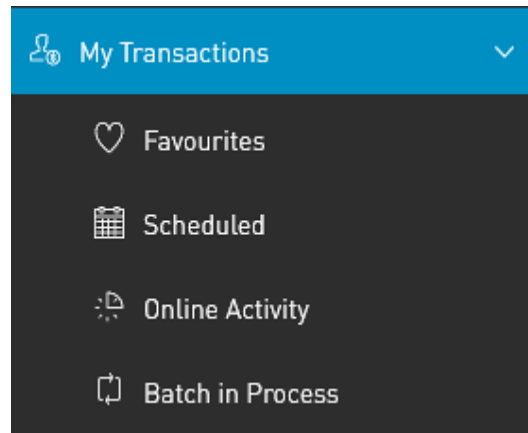 My Transactions
Favourites
Scheduled
Online Activity
Batch in Process